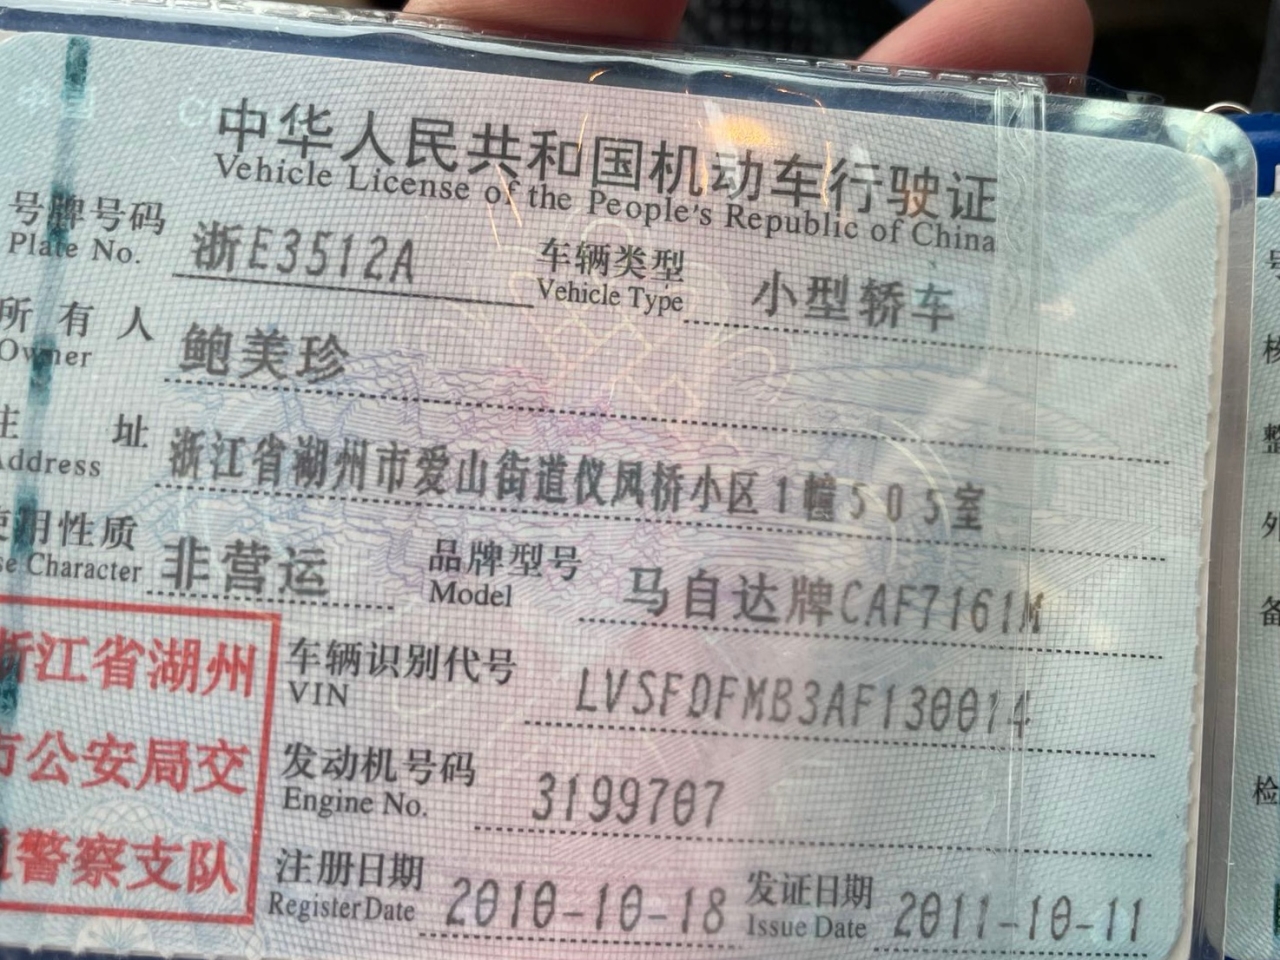 中华人民共和国机动车行驶证
Vehicle License of the People's Republic of China
号牌号码 浙E3512A 车辆类型 小型轿车
Plate No. Vehicle Type
所有人 鲍美珍
Owner
住址 浙江省湖州市爱山街道仪凤桥小区1幢505室
Address
使用性质 非营运 品牌型号 马自达牌CAF7161M
Use Character Model
浙江省湖州
市公安局交
通警察支队
车辆识别代号 LVSFDFMB3AF130014
VIN
发动机号码 3199707
Engine No.
注册日期 2010-10-18 发证日期 2011-10-11
Register Date Issue Date